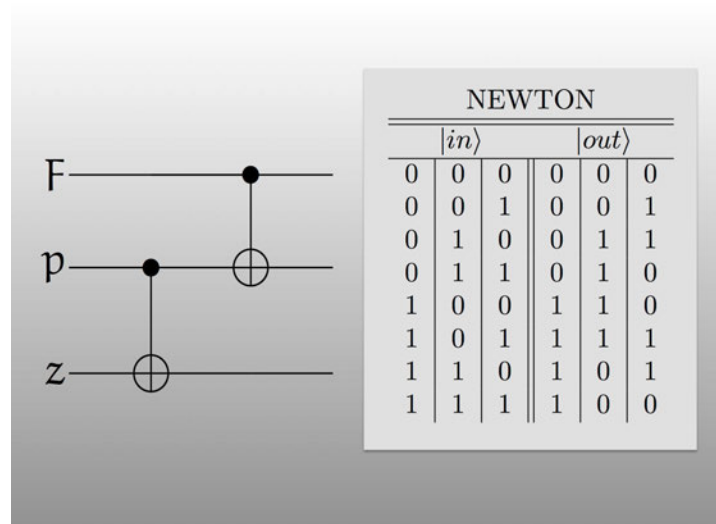 F
p
z
NEWTON
|in⟩ |out⟩
0 0 0 0 0 0
0 0 1 0 0 1
0 1 0 0 1 1
0 1 1 0 1 0
1 0 0 1 1 0
1 0 1 1 1 1
1 1 0 1 0 1
1 1 1 1 0 0